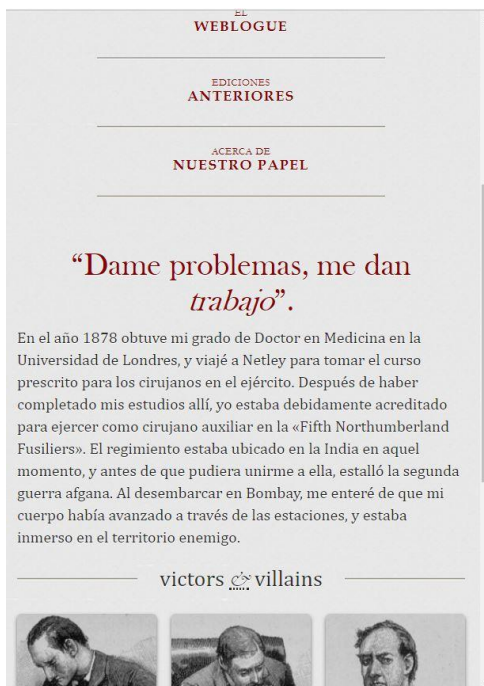 EL
WEBLOGUE
EDICIONES
ANTERIORES
ACERCA DE
NUESTRO PAPEL
“Dame problemas, me dan
trabajo”.
En el año 1878 obtuve mi grado de Doctor en Medicina en la
Universidad de Londres, y viajé a Netley para tomar el curso
prescrito para los cirujanos en el ejército. Después de haber
completado mis estudios allí, yo estaba debidamente acreditado
para ejercer como cirujano auxiliar en la «Fifth Northumberland
Fusiliers». El regimiento estaba ubicado en la India en aquel
momento, y antes de que pudiera unirme a ella, estalló la segunda
guerra afgana. Al desembarcar en Bombay, me enteré de que mi
cuerpo había avanzado a través de las estaciones, y estaba
inmerso en el territorio enemigo.
victors & villains